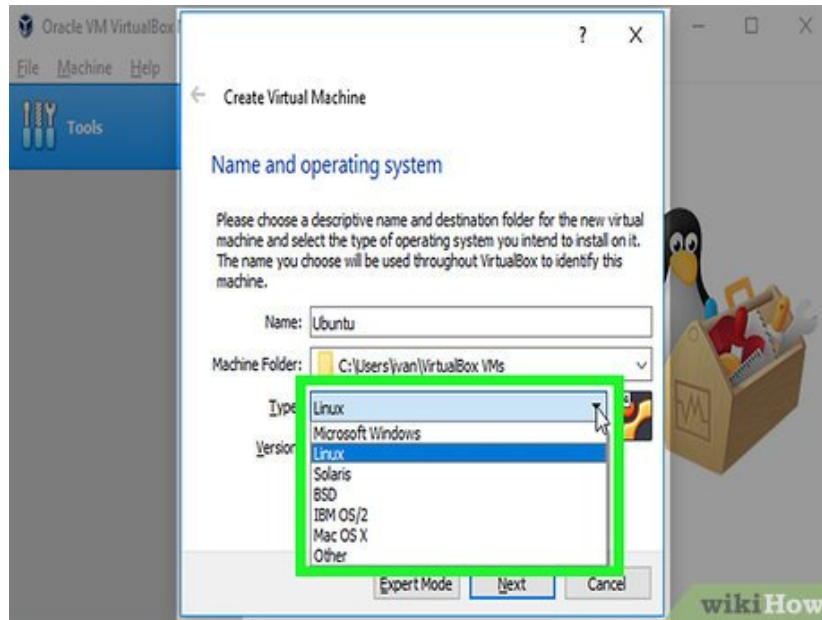 Oracle VM VirtualBox
File Machine Help
Tools
? X
Create Virtual Machine
Name and operating system
Please choose a descriptive name and destination folder for the new virtual
machine and select the type of operating system you intend to install on it.
The name you choose will be used throughout VirtualBox to identify this
machine.
Name: Ubuntu
Machine Folder: C:\Users\ivan\VirtualBox VMs
Type Linux
Microsoft Windows
Version
Linux
Solaris
BSD
IBM OS/2
Mac OS X
Other
Expert Mode Next Cancel
wikiHow